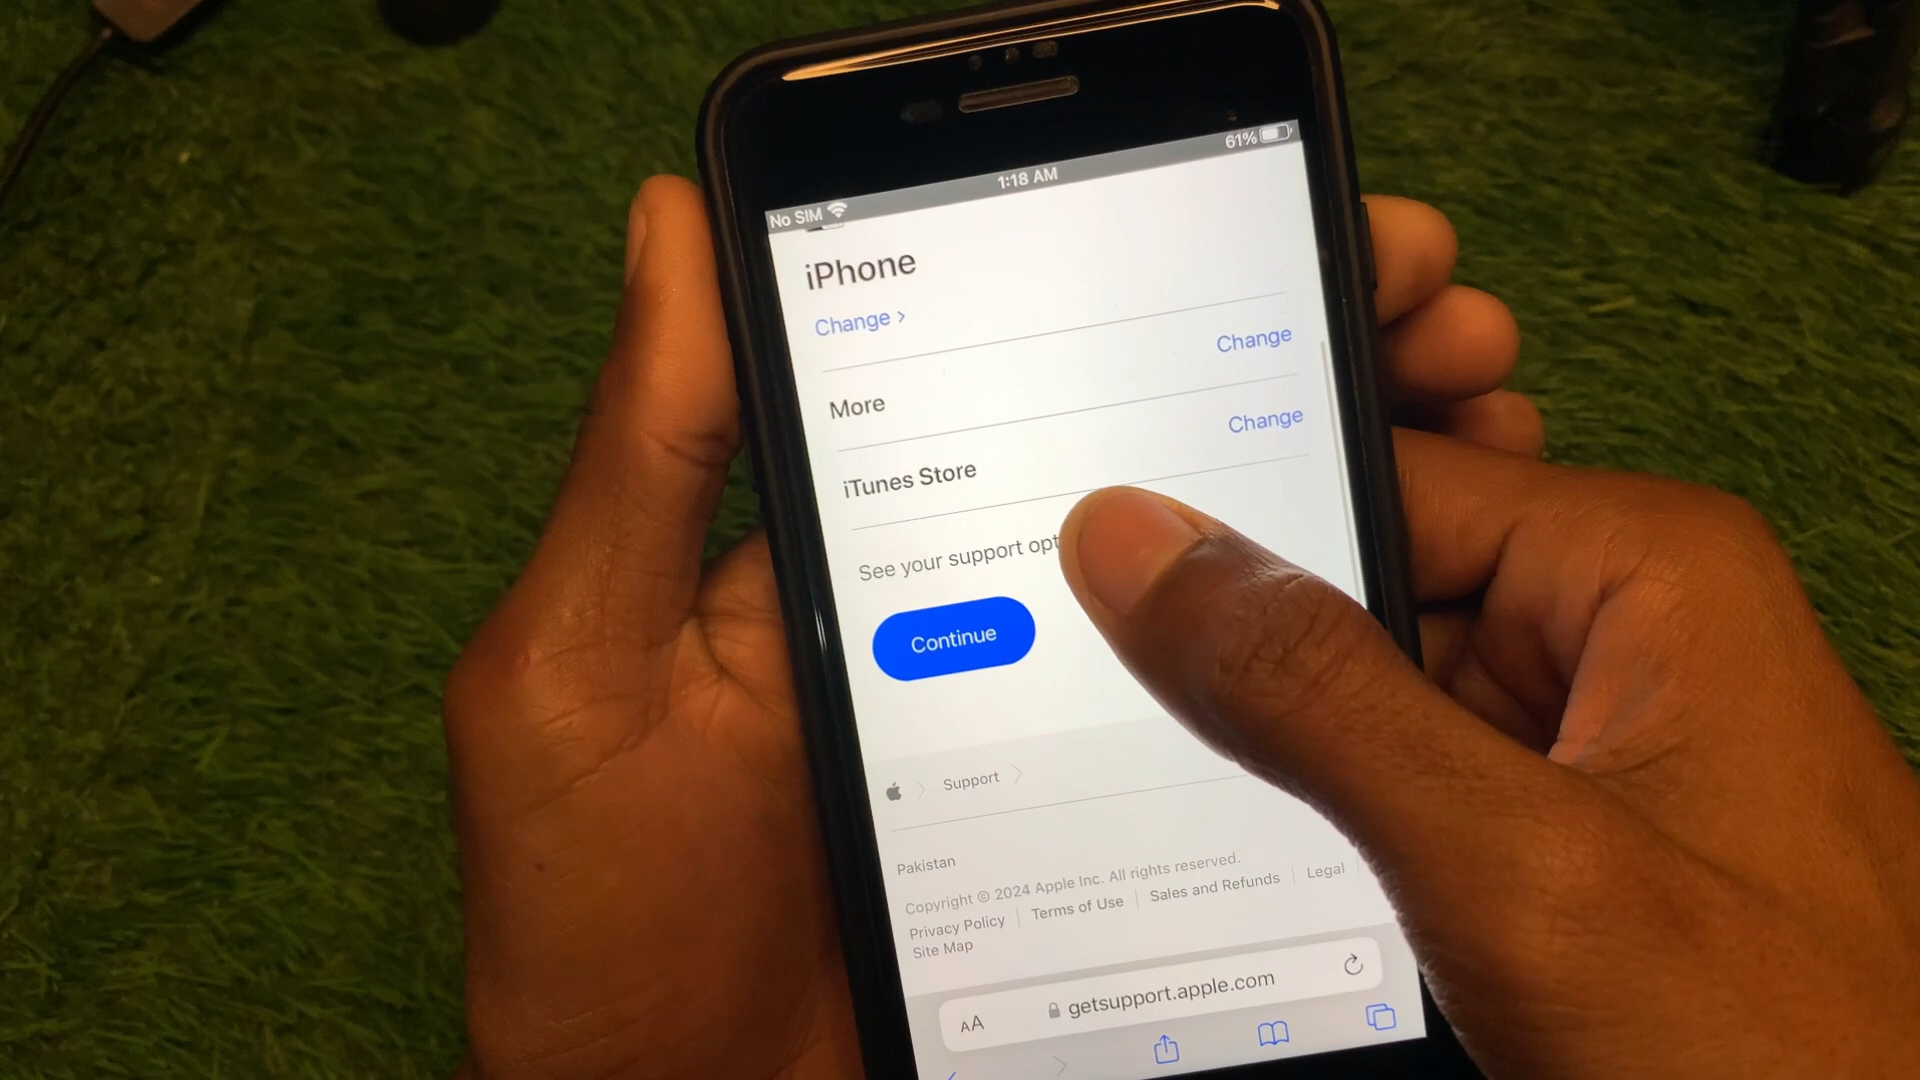 No SIM 1:18 AM 61%
iPhone
Change >
More Change
iTunes Store Change
See your support opt
Continue
Support
Pakistan
Copyright © 2024 Apple Inc. All rights reserved.
Privacy Policy | Terms of Use | Sales and Refunds | Legal |
Site Map
AA getsupport.apple.com